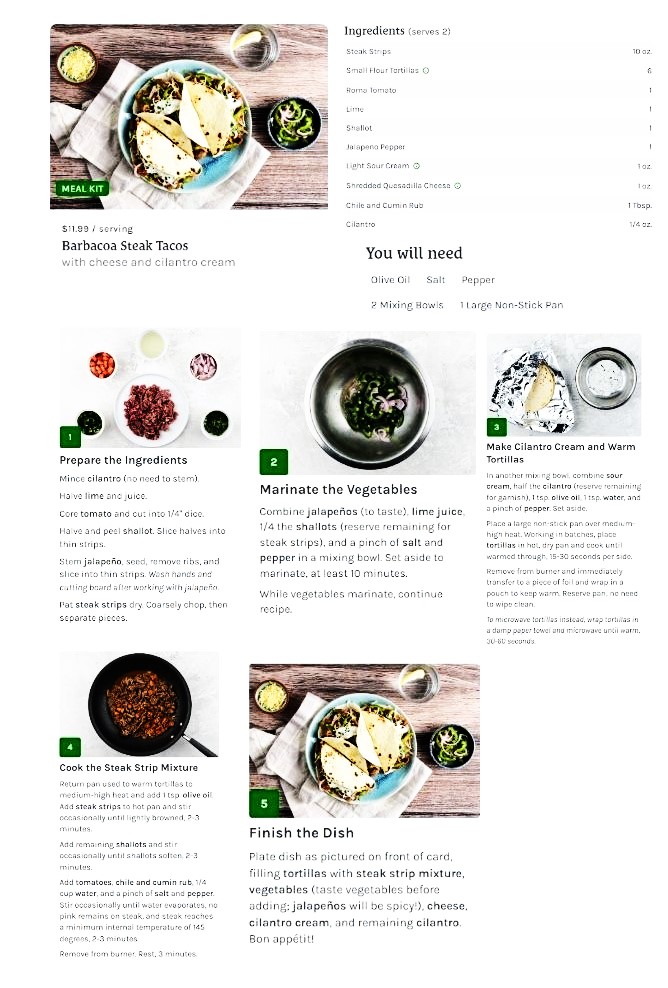 MEAL KIT
$11.99 / serving
Barbacoa Steak Tacos
with cheese and cilantro cream
Ingredients (serves 2)
Steak Strips 10 oz.
Small Flour Tortillas 6
Roma Tomato 1
Lime 1
Shallot 1
Jalapeño Pepper 1
Light Sour Cream 1 oz.
Shredded Quesadilla Cheese 1 oz.
Chile and Cumin Rub 1 Tbsp.
Cilantro 1/4 oz.
You will need
Olive Oil Salt Pepper
2 Mixing Bowls 1 Large Non-Stick Pan
1
Prepare the Ingredients
Mince cilantro (no need to stem).
Halve lime and juice.
Core tomato and cut into 1/4" dice.
Halve and peel shallot. Slice halves into
thin strips.
Stem jalapeño, seed, remove ribs, and
slice into thin strips. Wash hands and
cutting board after working with jalapeño.
Pat steak strips dry. Coarsely chop, then
separate pieces.
2
Marinate the Vegetables
Combine jalapeños (to taste), lime juice,
1/4 the shallots (reserve remaining for
steak strips), and a pinch of salt and
pepper in a mixing bowl. Set aside to
marinate, at least 10 minutes.
While vegetables marinate, continue
recipe.
3
Make Cilantro Cream and Warm
Tortillas
In another mixing bowl, combine sour
cream, half the cilantro (reserve remaining
for garnish), 1 tsp. olive oil, 1 tsp. water, and
a pinch of pepper. Set aside.
Place a large non-stick pan over medium-
high heat. Working in batches, place
tortillas in hot, dry pan and cook until
warmed through, 15-30 seconds per side.
Remove from burner and immediately
transfer to a piece of foil and wrap in a
pouch to keep warm. Reserve pan, no need
to wipe clean.
To microwave tortillas instead, wrap tortillas in
a damp paper towel and microwave until warm,
30-60 seconds.
4
Cook the Steak Strip Mixture
Return pan used to warm tortillas to
medium-high heat and add 1 tsp. olive oil.
Add steak strips to hot pan and stir
occasionally until lightly browned, 2-3
minutes.
Add remaining shallots and stir
occasionally until shallots soften, 2-3
minutes.
Add tomatoes, chile and cumin rub, 1/4
cup water, and a pinch of salt and pepper.
Stir occasionally until water evaporates, no
pink remains on steak, and steak reaches
a minimum internal temperature of 145
degrees, 2-3 minutes.
Remove from burner. Rest, 3 minutes.
5
Finish the Dish
Plate dish as pictured on front of card,
filling tortillas with steak strip mixture,
vegetables (taste vegetables before
adding; jalapeños will be spicy!), cheese,
cilantro cream, and remaining cilantro.
Bon appétit!